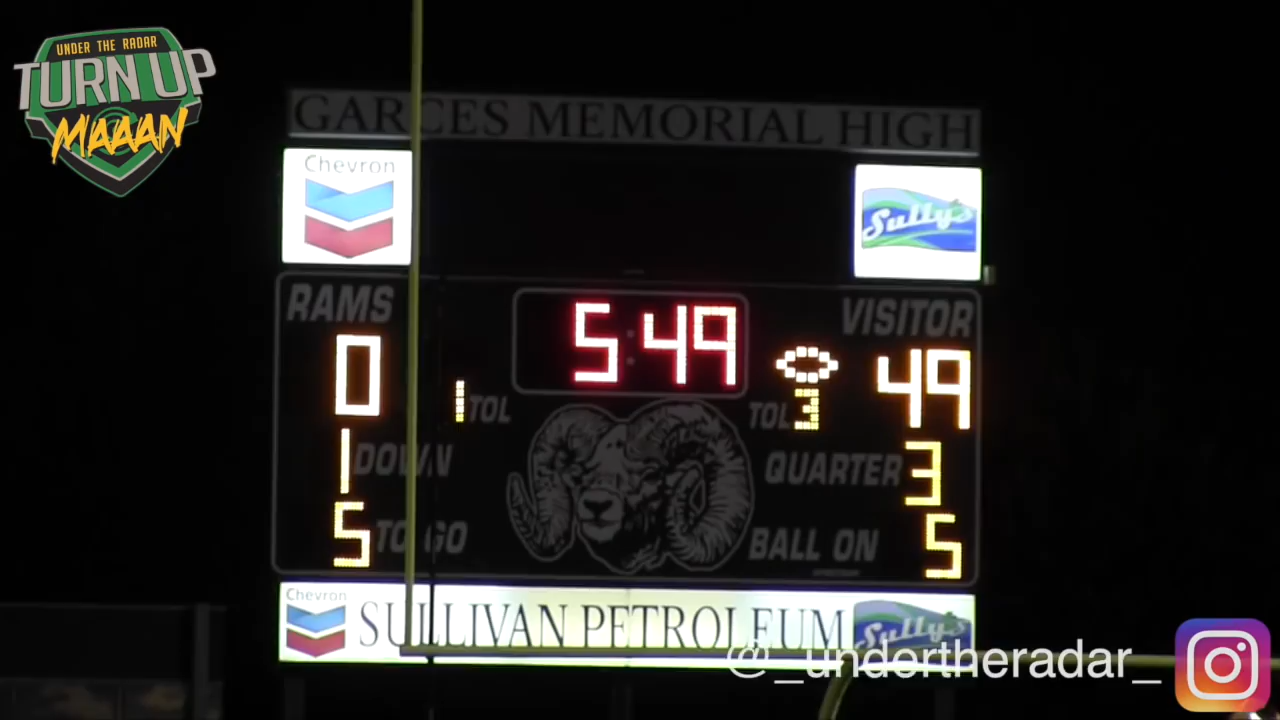 UNDER THE RADAR
TURN UP
MAAAN
GARCES MEMORIAL HIGH
Chevron
Sully's
RAMS
5:49
VISITOR
0
49
1 TOL
TOL 3
1 DOWN
QUARTER 3
5 TO GO
BALL ON 5
Chevron
SULLIVAN PETROLEUM
Sully's
@_undortheradar_